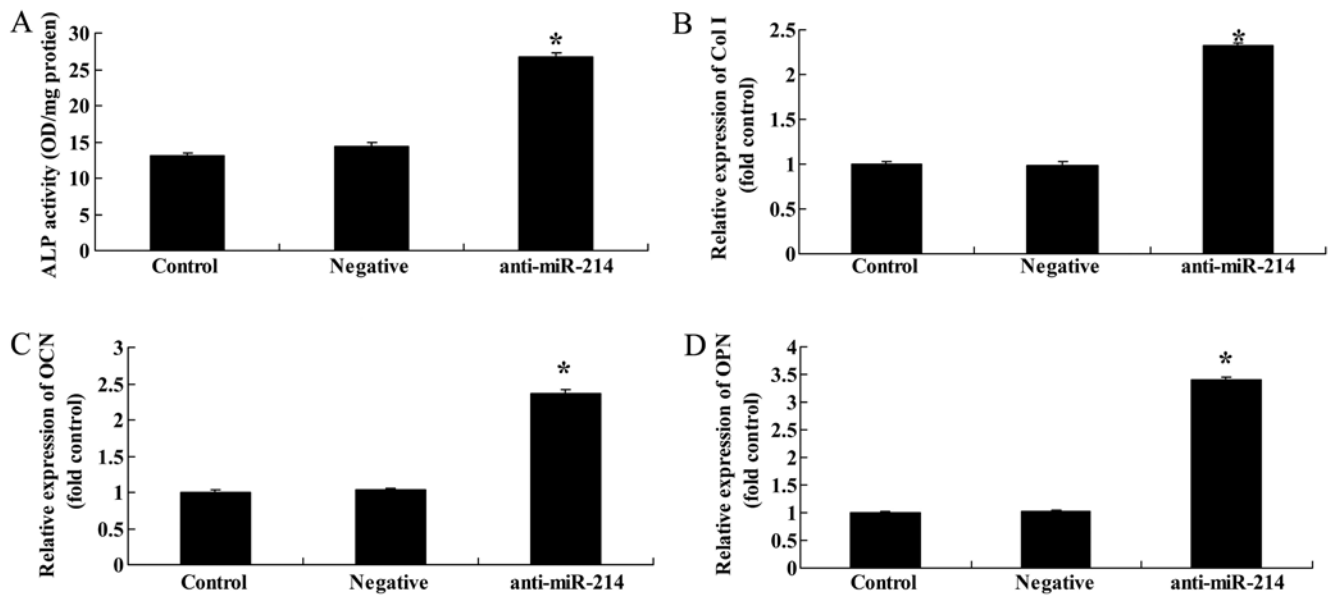 A
ALP activity (OD/mg protien)
30
25
20
15
10
5
0
*
Control
Negative
anti-miR-214
B
Relative expression of Col I
(fold control)
2.5
2
1.5
1
0.5
0
*
Control
Negative
anti-miR-214
C
Relative expression of OCN
(fold control)
3
2.5
2
1.5
1
0.5
0
*
Control
Negative
anti-miR-214
D
Relative expression of OPN
(fold control)
4
3.5
3
2.5
2
1.5
1
0.5
0
*
Control
Negative
anti-miR-214